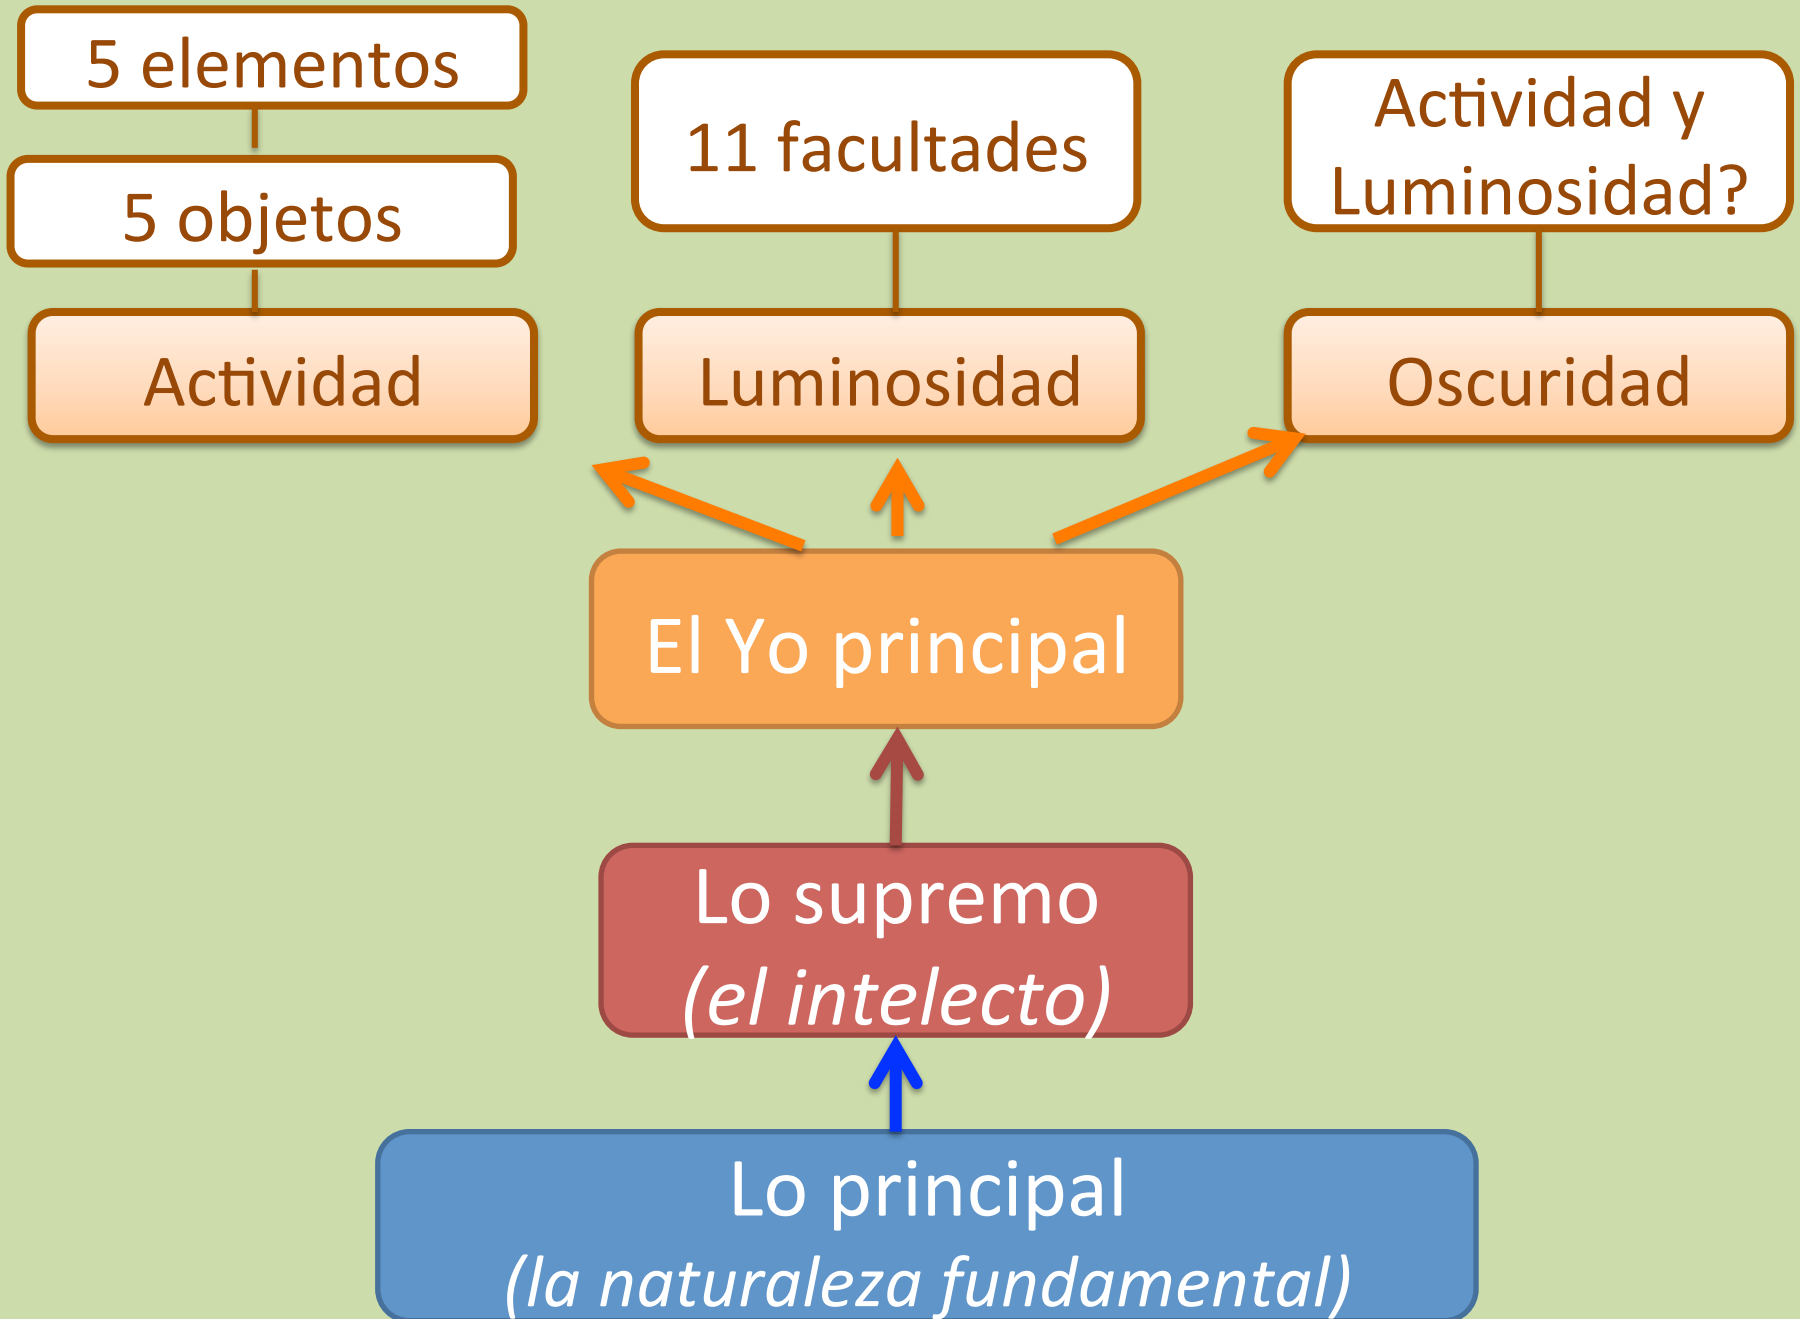 5 elementos
5 objetos
Actividad
11 facultades
Luminosidad
Actividad y
Luminosidad?
Oscuridad
El Yo principal
Lo supremo
(el intelecto)
Lo principal
(la naturaleza fundamental)